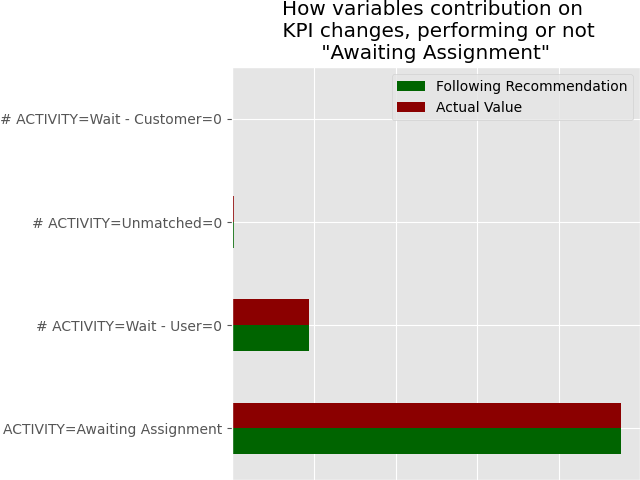 How variables contribution on
KPI changes, performing or not
"Awaiting Assignment"
Following Recommendation
Actual Value
# ACTIVITY=Wait - Customer=0
# ACTIVITY=Unmatched=0
# ACTIVITY=Wait - User=0
ACTIVITY=Awaiting Assignment